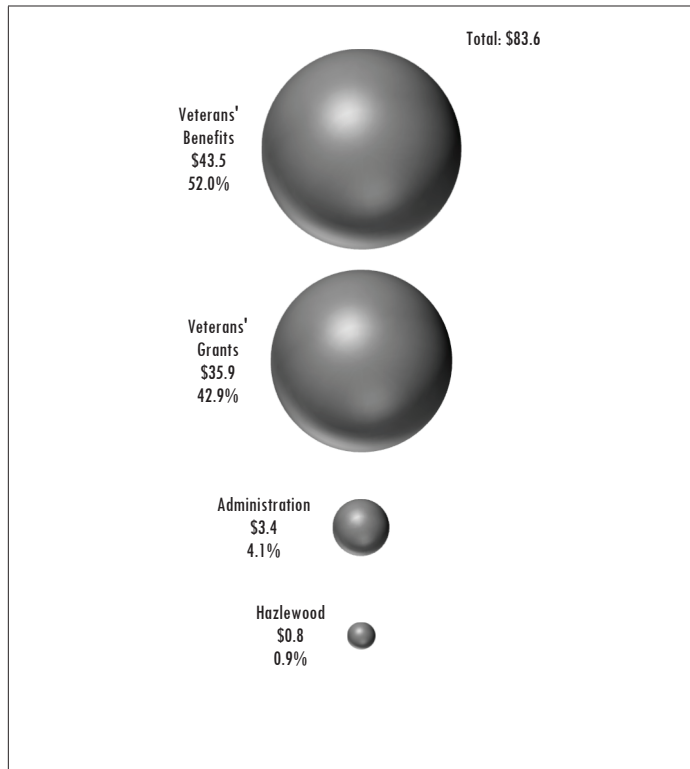 Total: $83.6
Veterans'
Benefits
$43.5
52.0%
Veterans'
Grants
$35.9
42.9%
Administration
$3.4
4.1%
Hazlewood
$0.8
0.9%